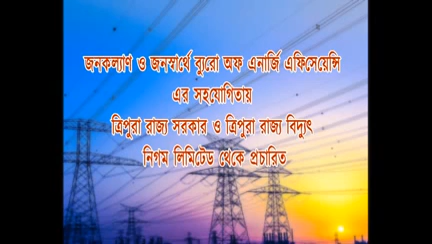 জনকল্যাণ ও জনস্বার্থে ব্যুরো অফ এনার্জি এফিসেয়েন্সি
এর সহযোগিতায়
ত্রিপুরা রাজ্য সরকার ও ত্রিপুরা রাজ্য বিদ্যুৎ
নিগম লিমিটেড থেকে প্রচারিত